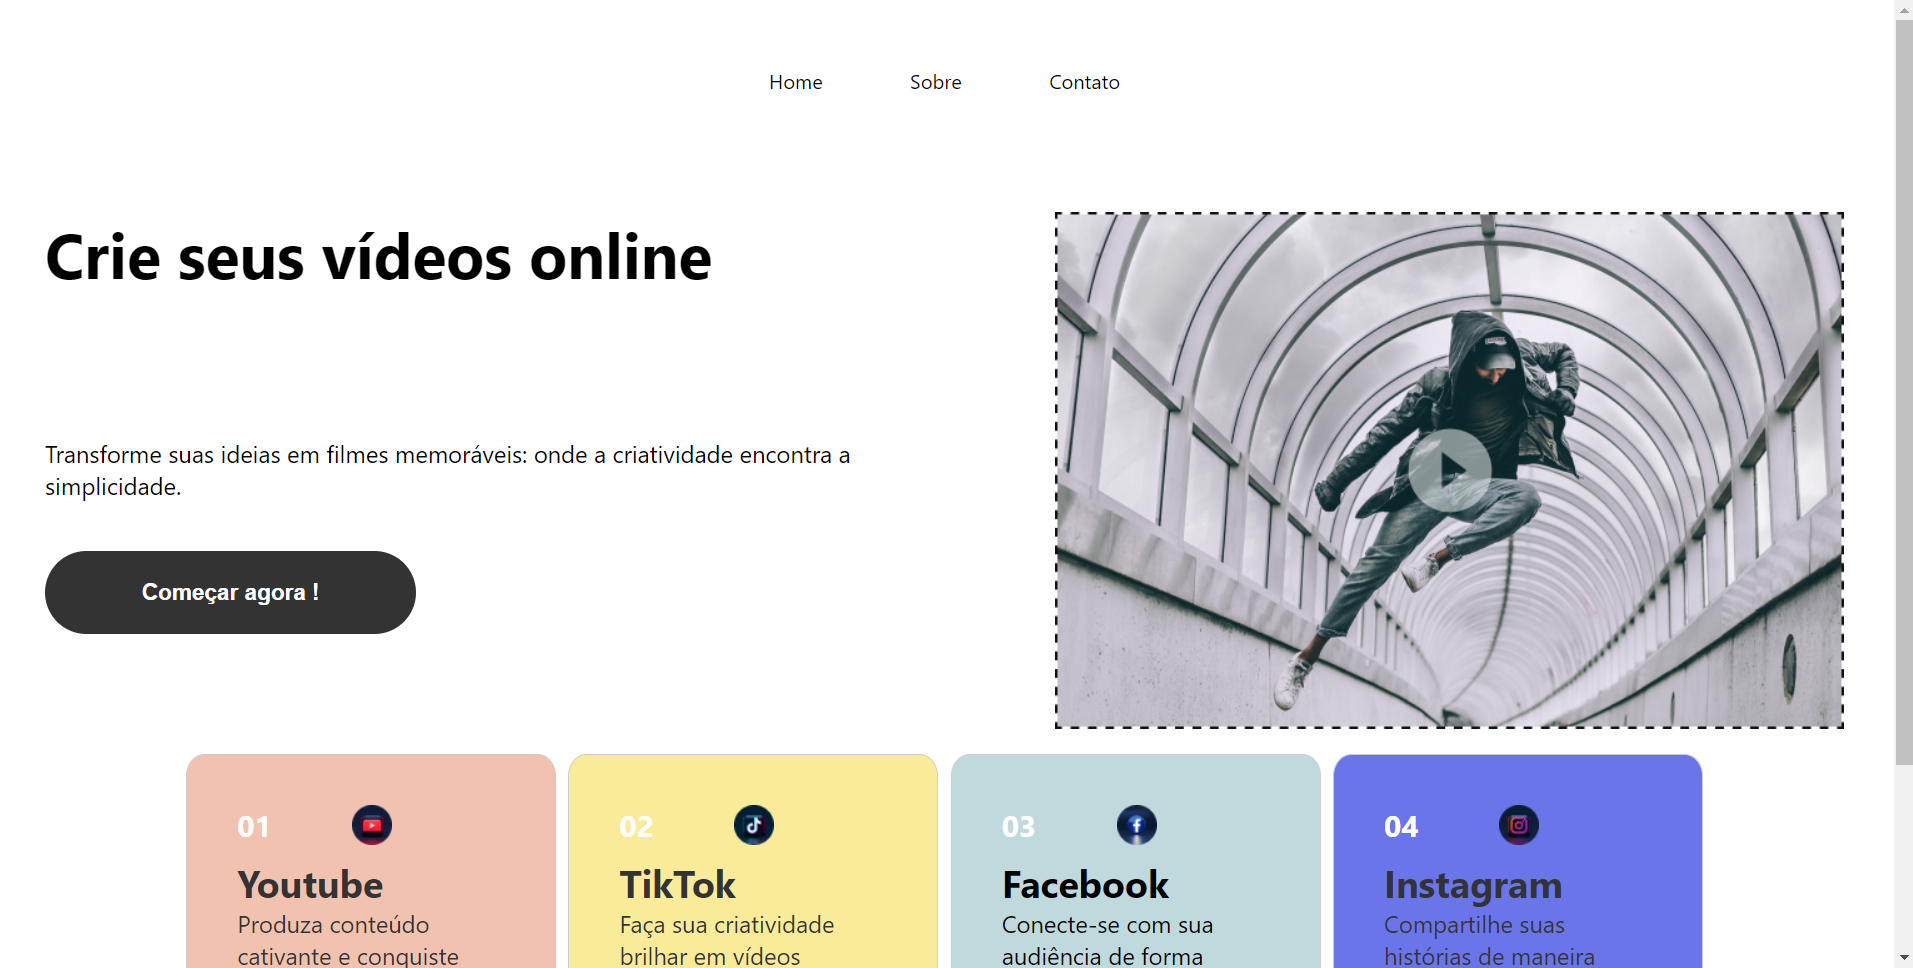 Home Sobre Contato
Crie seus vídeos online
Transforme suas ideias em filmes memoráveis: onde a criatividade encontra a
simplicidade.
Começar agora !
01
Youtube
Produza conteúdo
cativante e conquiste
02
TikTok
Faça sua criatividade
brilhar em vídeos
03
Facebook
Conecte-se com sua
audiência de forma
04
Instagram
Compartilhe suas
histórias de maneira